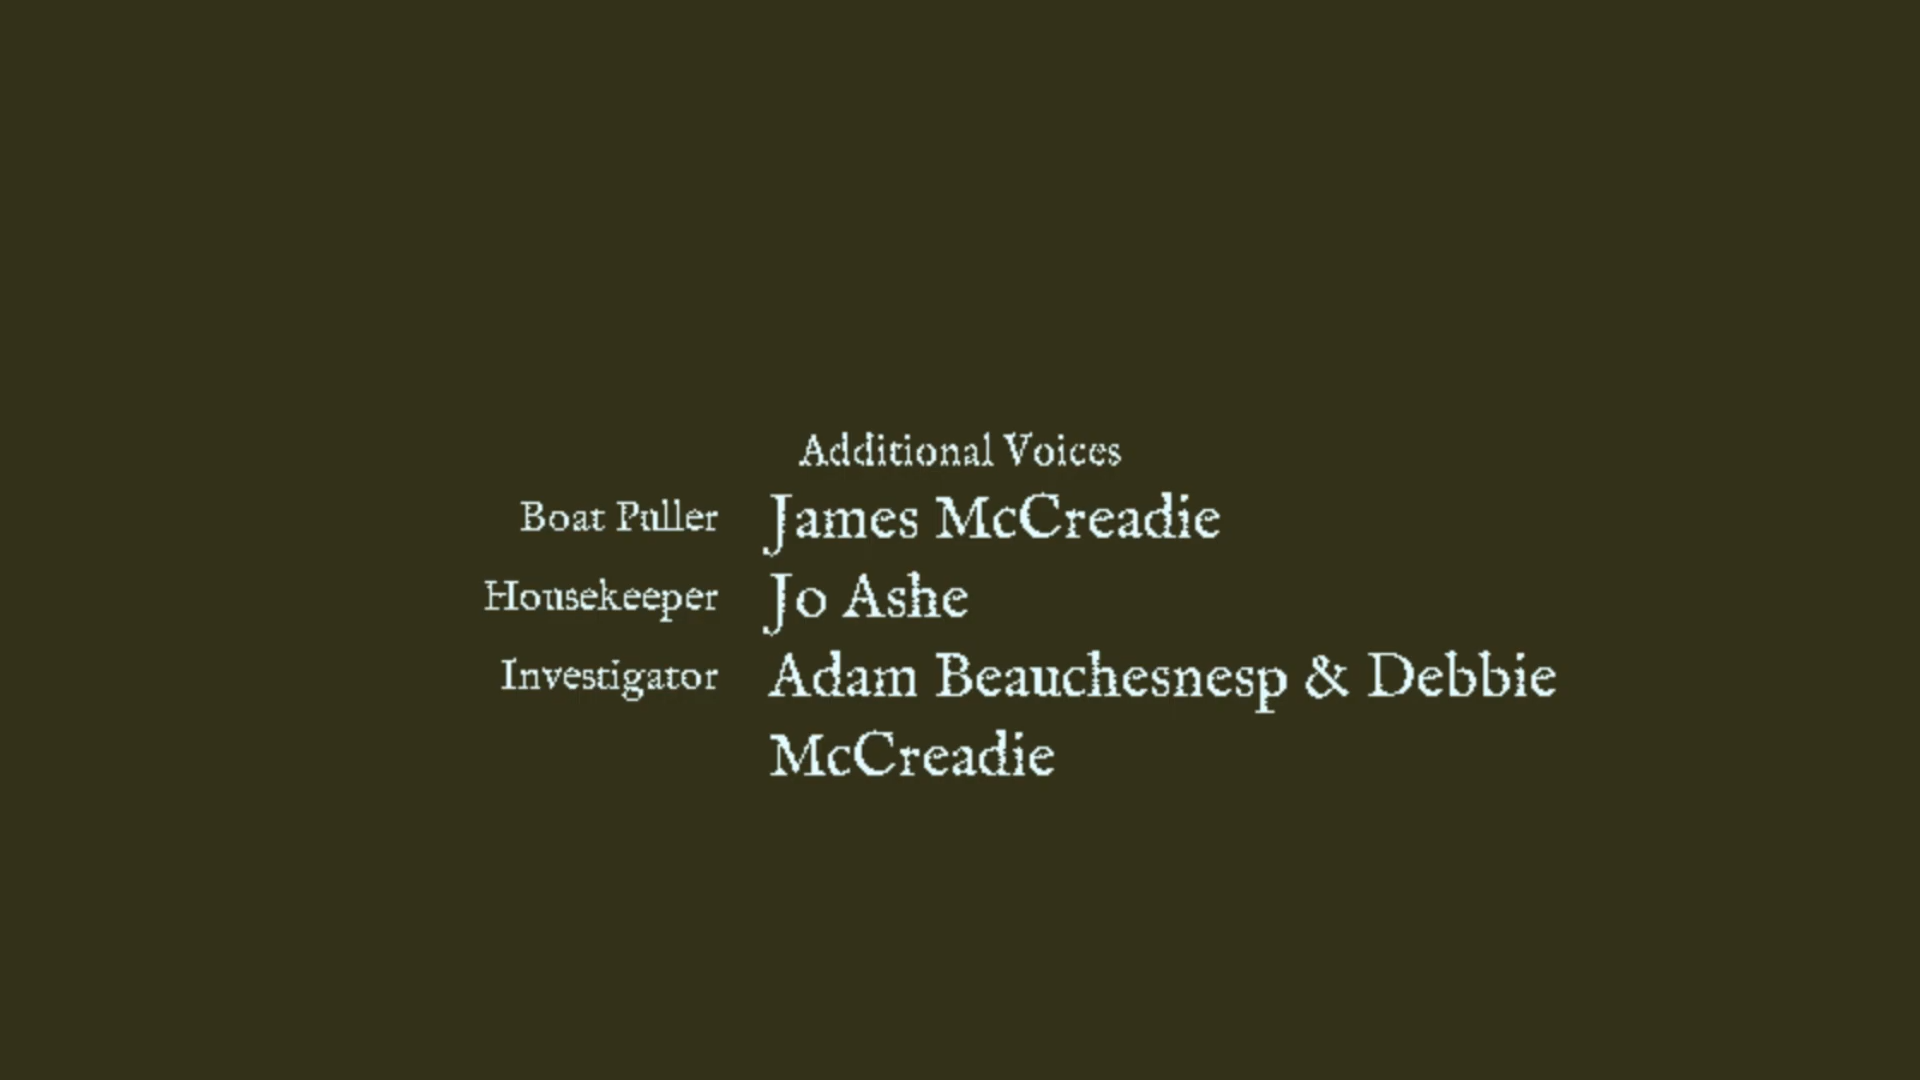 Additional Voices
Boat Puller James McCreadie
Housekeeper Jo Ashe
Investigator Adam Beauchesnesp & Debbie
McCreadie